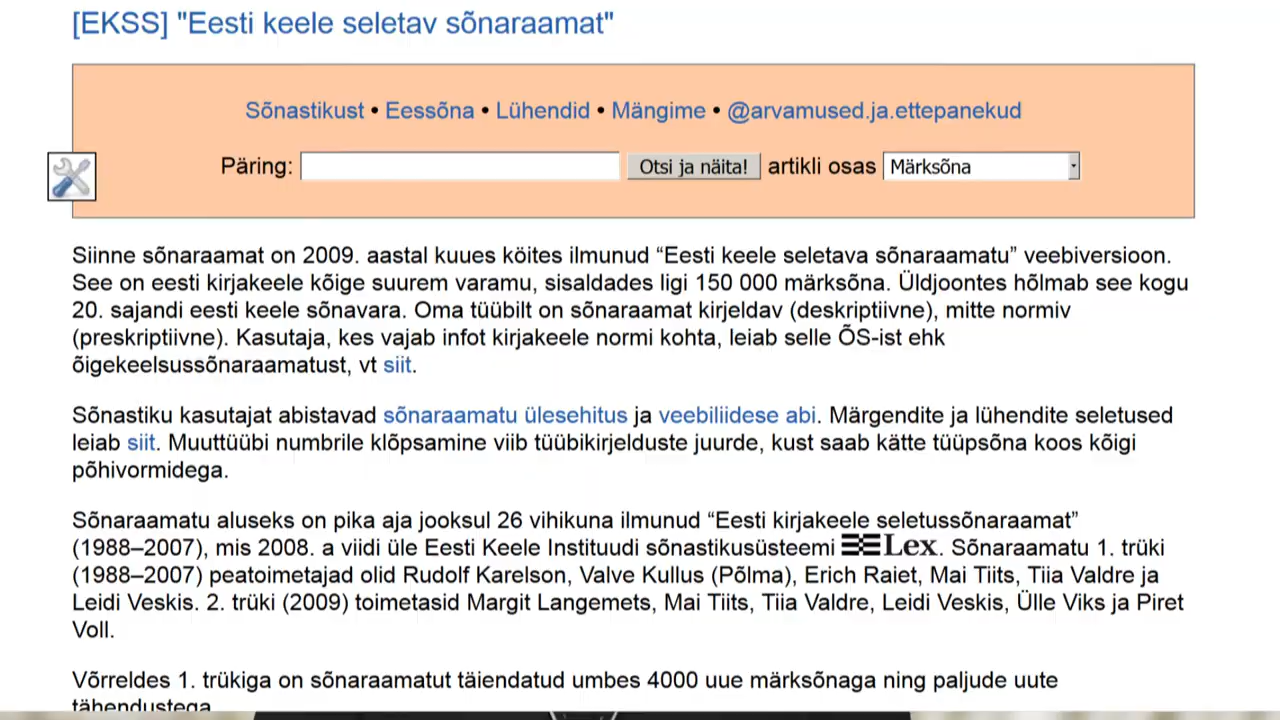 [EKSS] "Eesti keele seletav sõnaraamat"
Sõnastikust • Eessõna • Lühendid • Mängime • @arvamused.ja.ettepanekud
Päring: Otsi ja näita! artikli osas Märksõna
Siinne sõnaraamat on 2009. aastal kuues köites ilmunud “Eesti keele seletava sõnaraamatu” veebiversioon.
See on eesti kirjakeele kõige suurem varamu, sisaldades ligi 150 000 märksõna. Üldjoontes hõlmab see kogu
20. sajandi eesti keele sõnavara. Oma tüübilt on sõnaraamat kirjeldav (deskriptiivne), mitte normiv
(preskriptiivne). Kasutaja, kes vajab infot kirjakeele normi kohta, leiab selle ÕS-ist ehk
õigekeelsussõnaraamatust, vt siit.
Sõnastiku kasutajat abistavad sõnaraamatu ülesehitus ja veebiliidese abi. Märgendite ja lühendite seletused
leiab siit. Muuttüübi numbrile klõpsamine viib tüübikirjelduste juurde, kust saab kätte tüüpsõna koos kõigi
põhivormidega.
Sõnaraamatu aluseks on pika aja jooksul 26 vihikuna ilmunud “Eesti kirjakeele seletussõnaraamat”
(1988–2007), mis 2008. a viidi üle Eesti Keele Instituudi sõnastikusüsteemi EELex. Sõnaraamatu 1. trüki
(1988–2007) peatoimetajad olid Rudolf Karelson, Valve Kullus (Põlma), Erich Raiet, Mai Tiits, Tiia Valdre ja
Leidi Veskis. 2. trüki (2009) toimetasid Margit Langemets, Mai Tiits, Tiia Valdre, Leidi Veskis, Ülle Viks ja Piret
Voll.
Võrreldes 1. trükiga on sõnaraamatut täiendatud umbes 4000 uue märksõnaga ning paljude uute
tähendustega